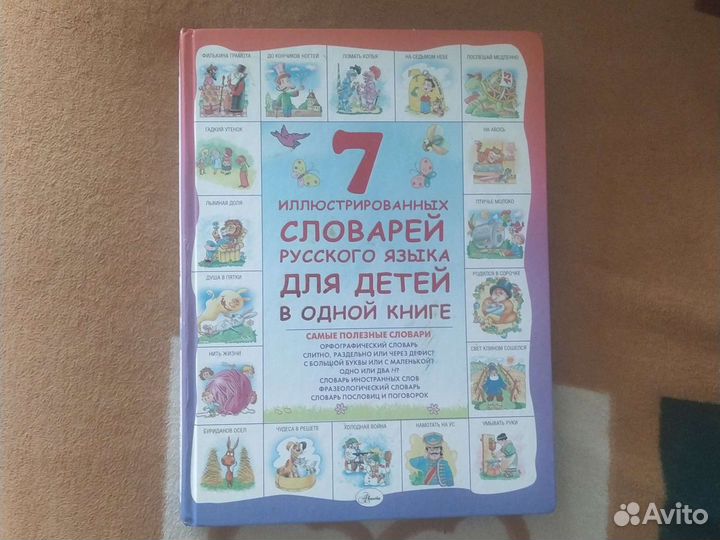 ФИЛЬКИНА ГРАМОТА
ДО КОНЧИКОВ НОГТЕЙ
ЛОМАТЬ КОПЬЯ
НА СЕДЬМОМ НЕБЕ
ПОСПЕШАЙ МЕДЛЕННО
ГАДКИЙ УТЕНОК
НА АВОСЬ
ЛЬВИНАЯ ДОЛЯ
ПТИЧЬЕ МОЛОКО
ДУША В ПЯТКИ
РОДИЛСЯ В СОРОЧКЕ
НИТЬ ЖИЗНИ
СВЕТ КЛИНОМ СОШЕЛСЯ
7
ИЛЛЮСТРИРОВАННЫХ
СЛОВАРЕЙ
РУССКОГО ЯЗЫКА
ДЛЯ ДЕТЕЙ
В ОДНОЙ КНИГЕ
САМЫЕ ПОЛЕЗНЫЕ СЛОВАРИ
ОРФОГРАФИЧЕСКИЙ СЛОВАРЬ
СЛИТНО, РАЗДЕЛЬНО ИЛИ ЧЕРЕЗ ДЕФИС?
С БОЛЬШОЙ БУКВЫ ИЛИ С МАЛЕНЬКОЙ?
ОДНО ИЛИ ДВА Н?
СЛОВАРЬ ИНОСТРАННЫХ СЛОВ
ФРАЗЕОЛОГИЧЕСКИЙ СЛОВАРЬ
СЛОВАРЬ ПОСЛОВИЦ И ПОГОВОРОК
БУРИДАНОВ ОСЕЛ
ЧУДЕСА В РЕШЕТЕ
ХОЛОДНАЯ ВОЙНА
НАМОТАТЬ НА УС
УМЫВАТЬ РУКИ
Avito